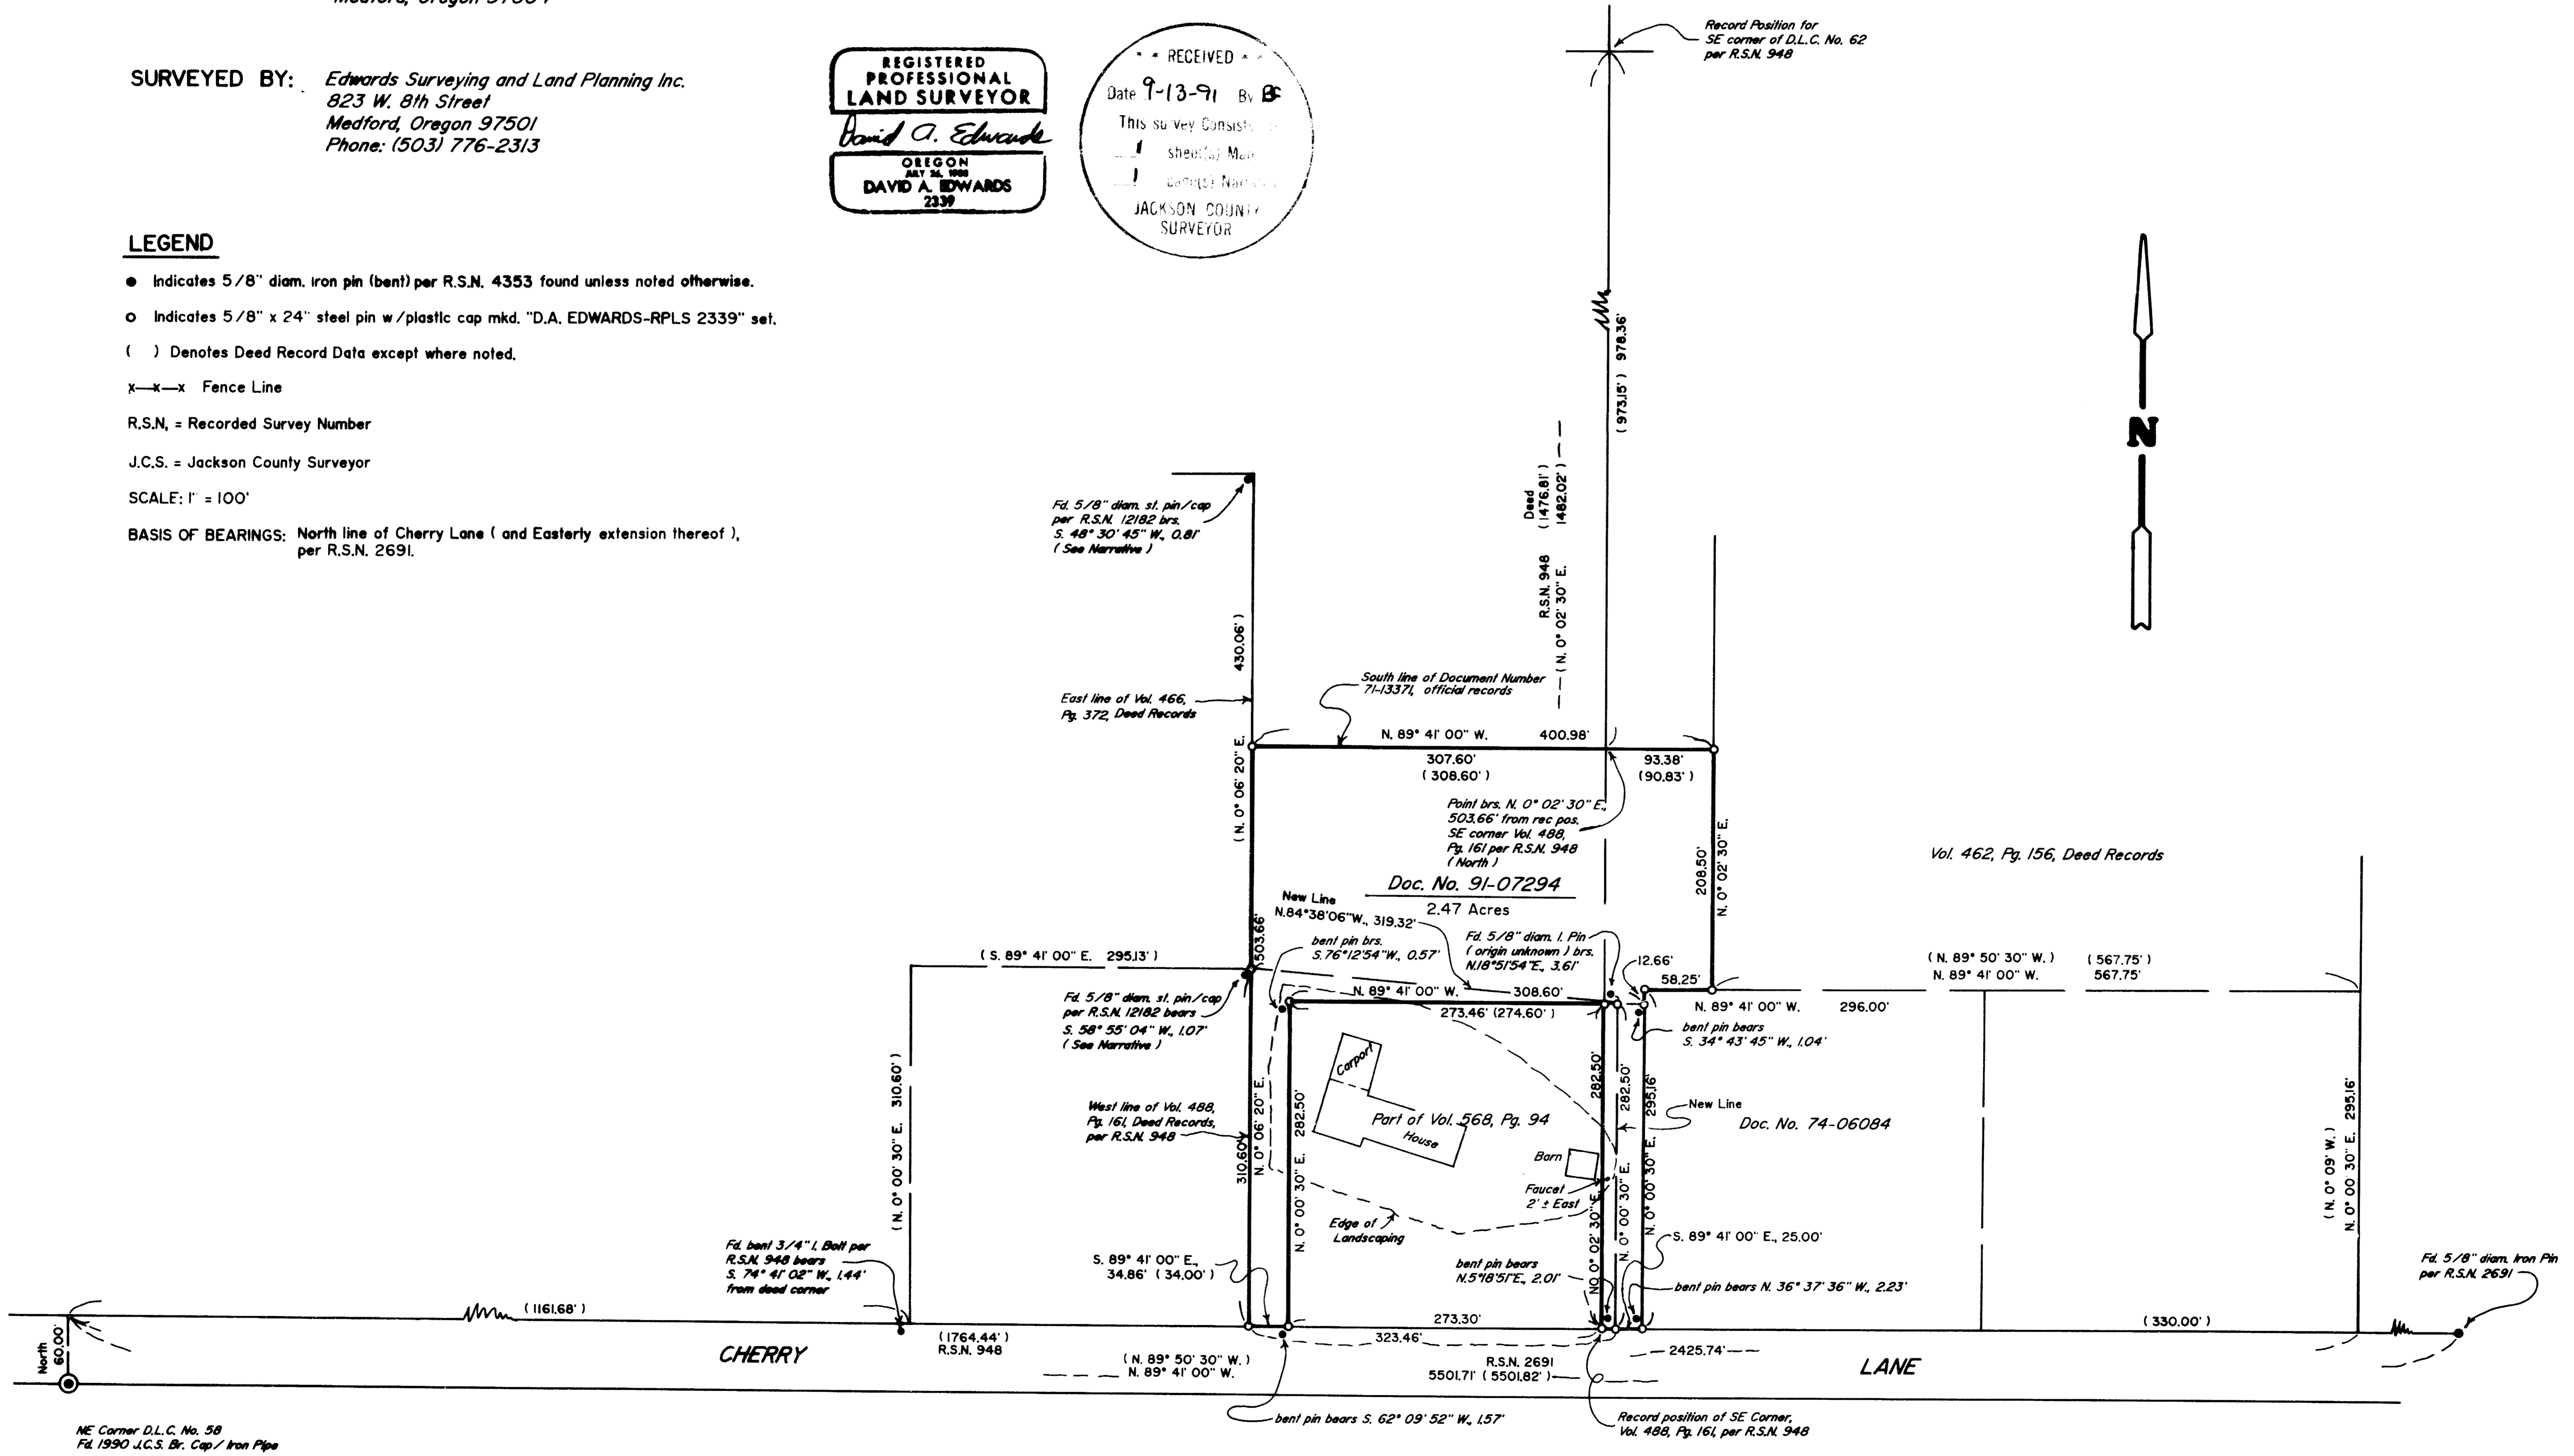 Medford, Oregon 97504
SURVEYED BY:
Edwards Surveying and Land Planning Inc.
823 W. 8th Street
Medford, Oregon 97501
Phone: (503) 776-2313
REGISTERED
PROFESSIONAL
LAND SURVEYOR
David A. Edwards
OREGON
JULY 26, 1988
DAVID A. EDWARDS
2339
* * RECEIVED * *
Date 9-13-91 By
This survey Consists
1 sheet(s) Map
1 page(s)
JACKSON COUNTY
SURVEYOR
Record Position for
SE corner of D.L.C. No. 62
per R.S.N. 948
LEGEND
● Indicates 5/8" diam. iron pin (bent) per R.S.N. 4353 found unless noted otherwise.
o Indicates 5/8" x 24" steel pin w/plastic cap mkd. "D.A. EDWARDS-RPLS 2339" set.
( ) Denotes Deed Record Data except where noted.
x—x—x Fence Line
R.S.N. = Recorded Survey Number
J.C.S. = Jackson County Surveyor
SCALE: 1" = 100'
BASIS OF BEARINGS: North line of Cherry Lane ( and Easterly extension thereof ),
per R.S.N. 2691.
N
(973.15') 978.36'
Deed
R.S.N. 948 (1476.81')
( N. 0° 02' 30" E. 1482.02' )
Fd. 5/8" diam. st. pin/cap
per R.S.N. 12182 brs.
S. 48° 30' 45" W., 0.81'
( See Narrative )
( N. 0° 06' 20" E. 430.06' )
East line of Vol. 466,
Pg. 372, Deed Records
South line of Document Number
71-13371, official records
N. 89° 41' 00" W. 400.98'
307.60'
( 308.60' )
93.38'
(90.83' )
Point brs. N. 0° 02' 30" E.,
503.66' from rec pos.
SE corner Vol. 488,
Pg. 161 per R.S.N. 948
( North )
208.50'
N. 0° 02' 30" E.
Vol. 462, Pg. 156, Deed Records
Doc. No. 91-07294
2.47 Acres
New Line
N.84°38'06"W., 319.32'
503.66'
bent pin brs.
S.76°12'54"W., 0.57'
Fd. 5/8" diam. I. Pin
( origin unknown ) brs.
N.18°51'54"E., 3.61'
( S. 89° 41' 00" E. 295.13' )
12.66'
58.25'
( N. 89° 50' 30" W. ) ( 567.75' )
N. 89° 41' 00" W. 567.75'
Fd. 5/8" diam. st. pin/cap
per R.S.N. 12182 bears
S. 58° 55' 04" W., 1.07'
( See Narrative )
N. 89° 41' 00" W. 308.60'
273.46' (274.60' )
N. 89° 41' 00" W. 296.00'
bent pin bears
S. 34° 43' 45" W., 1.04'
( N. 0° 00' 30" E. 310.60' )
West line of Vol. 488,
Pg. 161, Deed Records,
per R.S.N. 948
310.60'
N. 0° 06' 20" E.
N. 0° 00' 30" E. 282.50'
Carport
Part of Vol. 568, Pg. 94
House
Barn
Faucet
2' ± East
Edge of
Landscaping
N0 0° 02' 30" E. 282.50'
N. 0° 00' 30" E. 282.50'
N. 0° 00' 30" E. 295.16'
New Line
Doc. No. 74-06084
( N. 0° 09' W. )
N. 0° 00' 30" E. 295.16'
S. 89° 41' 00" E., 25.00'
bent pin bears
N.5°18'51"E., 2.01'
bent pin bears N. 36° 37' 36" W., 2.23'
Fd. bent 3/4" I. Bolt per
R.S.N. 948 bears
S. 74° 41' 02" W., 1.44'
from deed corner
S. 89° 41' 00" E.,
34.86' ( 34.00' )
Fd. 5/8" diam. Iron Pin
per R.S.N. 2691
North
60.00'
( 1161.68' )
273.30'
( 330.00' )
(1764.44')
R.S.N. 948
323.46'
2425.74'
CHERRY
LANE
( N. 89° 50' 30" W. )
N. 89° 41' 00" W.
R.S.N. 2691
5501.71' ( 5501.82' )
bent pin bears S. 62° 09' 52" W., 1.57'
Record position of SE Corner,
Vol. 488, Pg. 161, per R.S.N. 948
NE Corner D.L.C. No. 58
Fd. 1990 J.C.S. Br. Cap / Iron Pipe